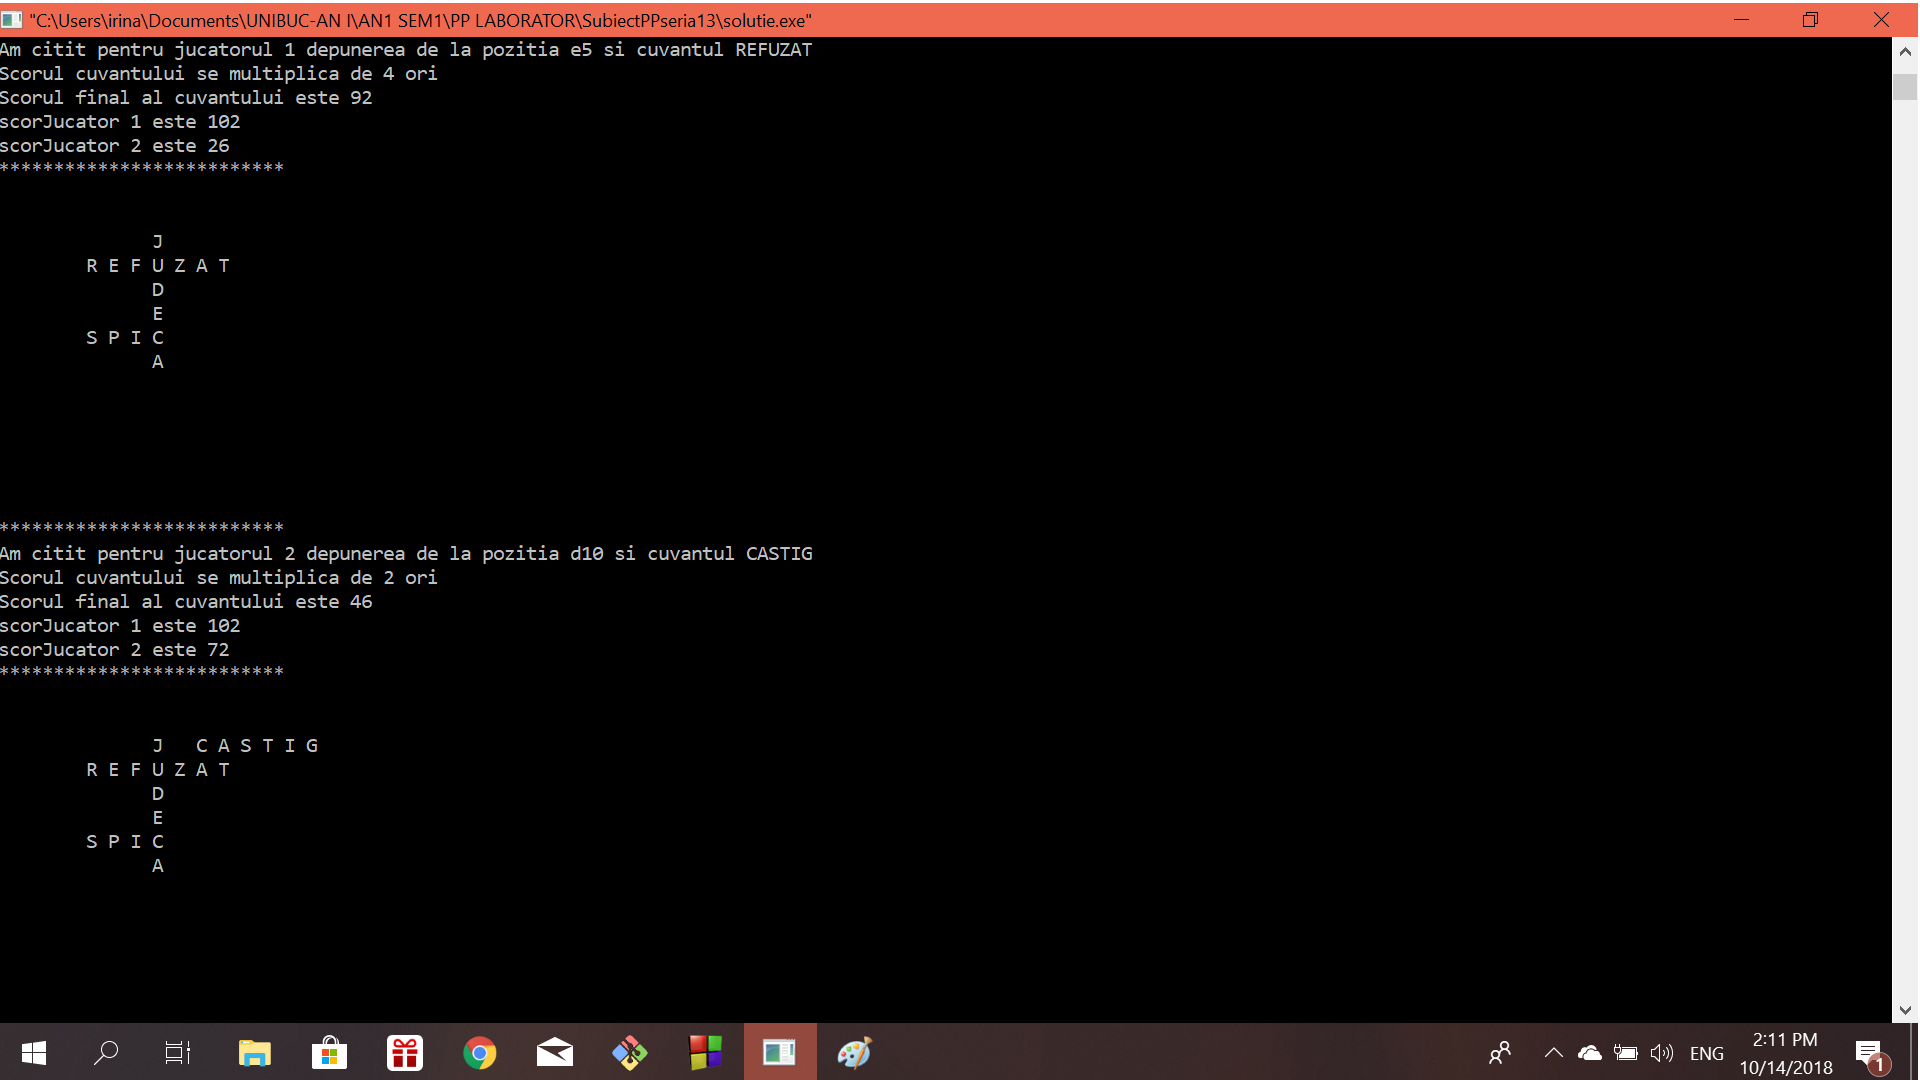 "C:\Users\irina\Documents\UNIBUC-AN I\AN1 SEM1\PP LABORATOR\SubiectPPseria13\solutie.exe"
Am citit pentru jucatorul 1 depunerea de la pozitia e5 si cuvantul REFUZAT
Scorul cuvantului se multiplica de 4 ori
Scorul final al cuvantului este 92
scorJucator 1 este 102
scorJucator 2 este 26
**************************
J
R E F U Z A T
D
E
S P I C
A
**************************
Am citit pentru jucatorul 2 depunerea de la pozitia d10 si cuvantul CASTIG
Scorul cuvantului se multiplica de 2 ori
Scorul final al cuvantului este 46
scorJucator 1 este 102
scorJucator 2 este 72
**************************
J   C A S T I G
R E F U Z A T
D
E
S P I C
A
ENG
2:11 PM
10/14/2018
1